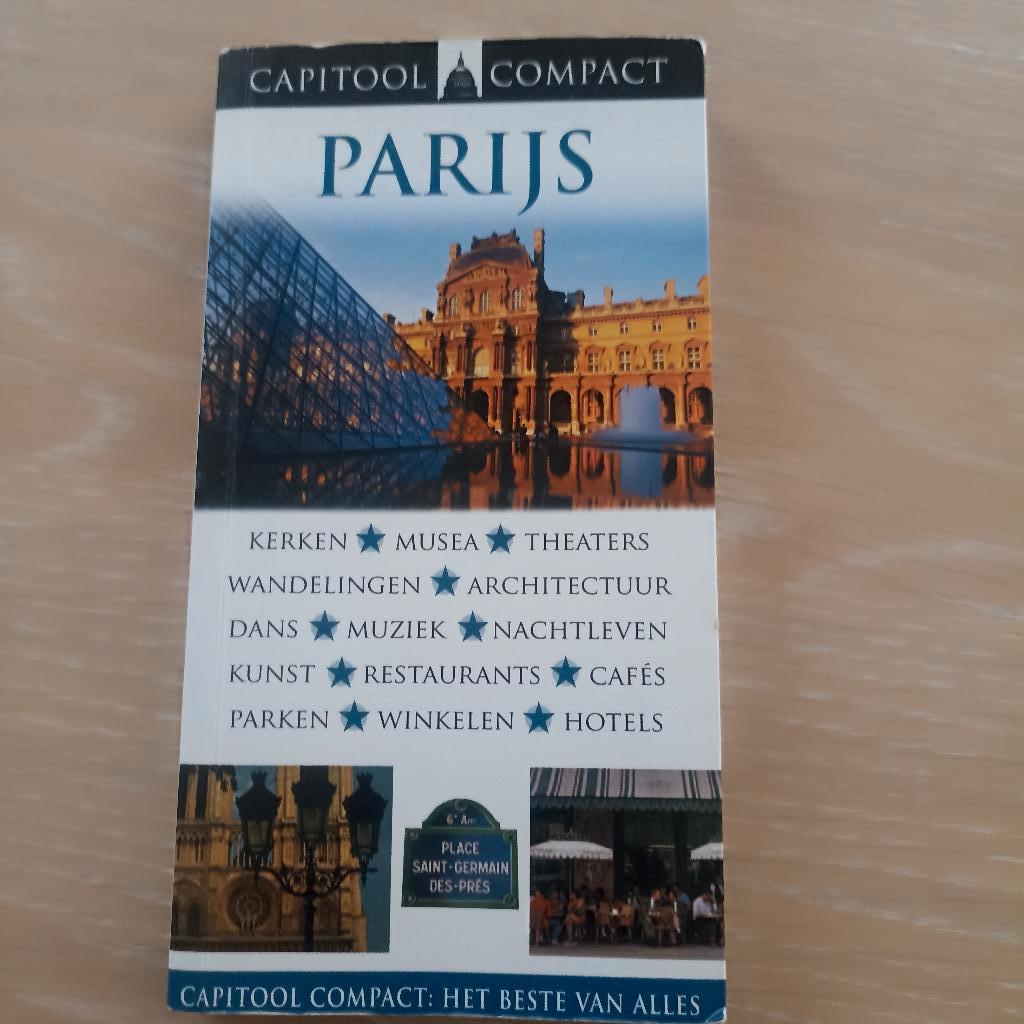 CAPITOOL COMPACT
PARIJS
KERKEN ★ MUSEA ★ THEATERS
WANDELINGEN ★ ARCHITECTUUR
DANS ★ MUZIEK ★ NACHTLEVEN
KUNST ★ RESTAURANTS ★ CAFÉS
PARKEN ★ WINKELEN ★ HOTELS
6e Arr
PLACE
SAINT-GERMAIN
DES-PRÉS
CAPITOOL COMPACT: HET BESTE VAN ALLES